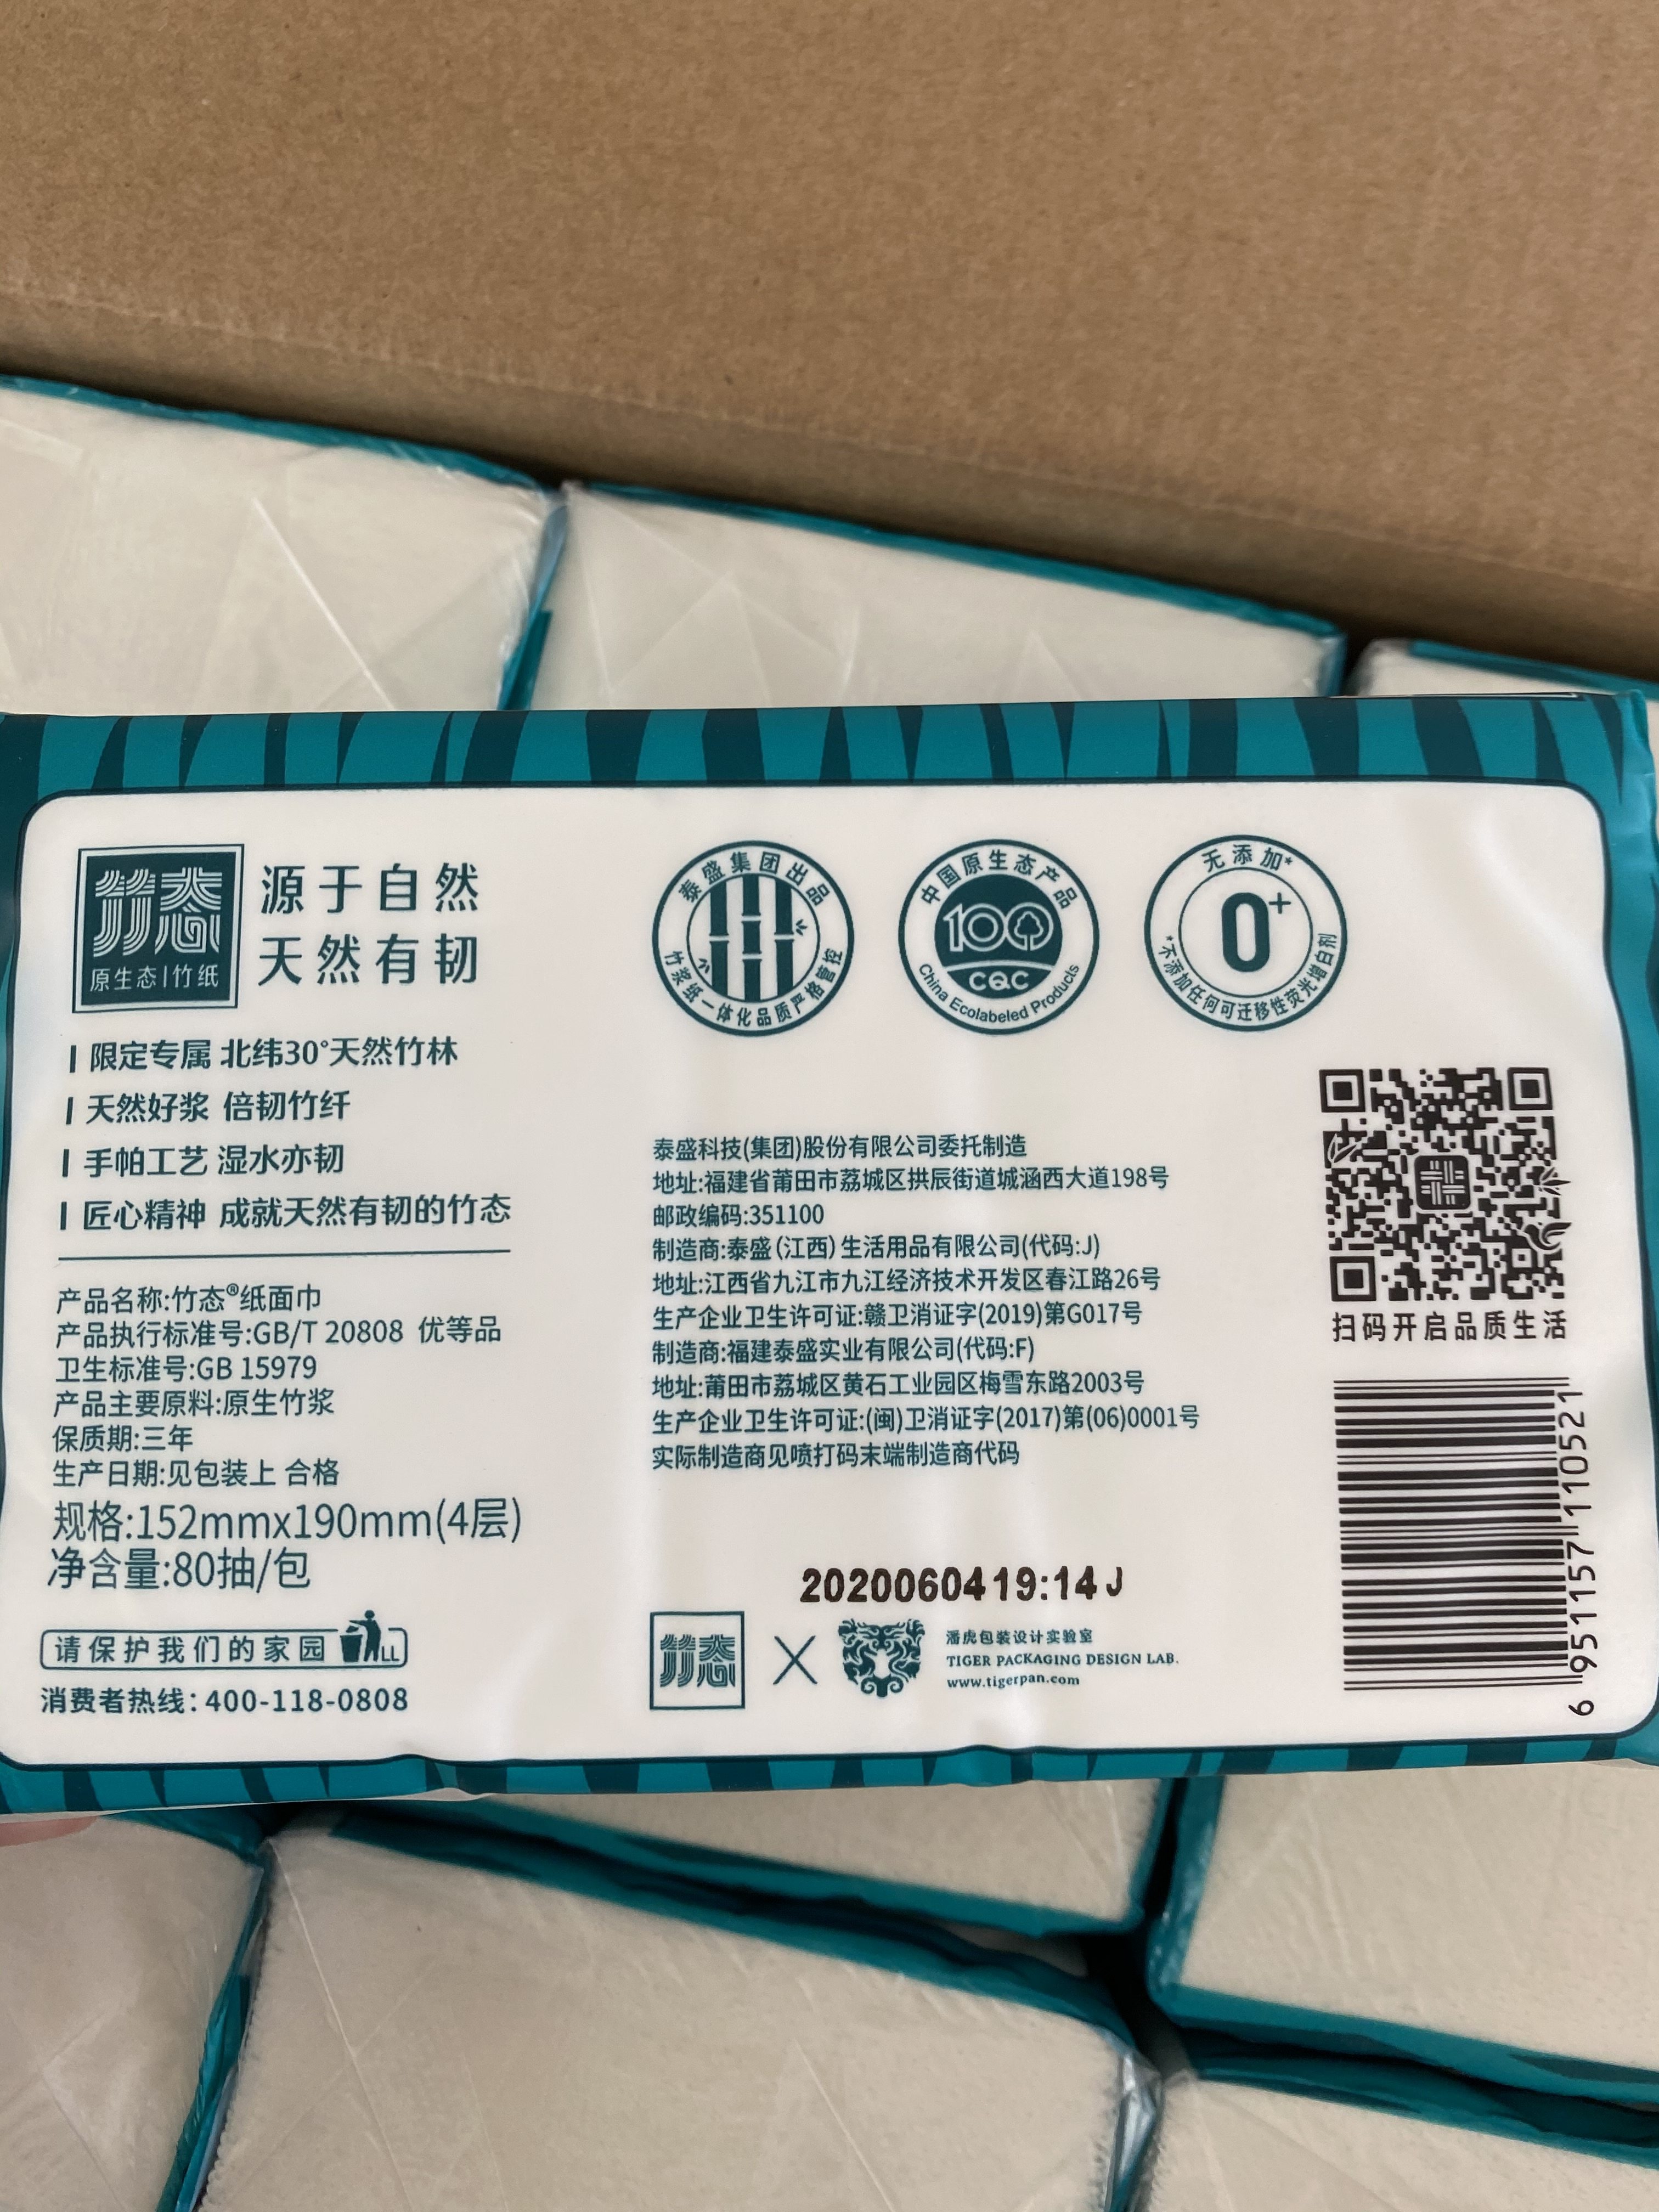 竹态
原生态|竹纸
源于自然
天然有韧
限定专属 北纬30°天然竹林
天然好浆 倍韧竹纤
手帕工艺 湿水亦韧
匠心精神 成就天然有韧的竹态
产品名称:竹态®纸面巾
产品执行标准号:GB/T 20808 优等品
卫生标准号:GB 15979
产品主要原料:原生竹浆
保质期:三年
生产日期:见包装上 合格
规格:152mmx190mm(4层)
净含量:80抽/包
请保护我们的家园
消费者热线:400-118-0808
泰盛集团出品
竹浆纸一体化品质严格管控
中国原生态产品
100
CQC
China Ecolabeled Products
无添加*
0+
*不添加任何可迁移性荧光增白剂
泰盛科技(集团)股份有限公司委托制造
地址:福建省莆田市荔城区拱辰街道城涵西大道198号
邮政编码:351100
制造商:泰盛(江西)生活用品有限公司(代码:J)
地址:江西省九江市九江经济技术开发区春江路26号
生产企业卫生许可证:赣卫消证字(2019)第G017号
制造商:福建泰盛实业有限公司(代码:F)
地址:莆田市荔城区黄石工业园区梅雪东路2003号
生产企业卫生许可证:(闽)卫消证字(2017)第(06)0001号
实际制造商见喷打码末端制造商代码
2020060419:14J
竹态
潘虎包装设计实验室
TIGER PACKAGING DESIGN LAB.
www.tigerpan.com
扫码开启品质生活
6951157110521